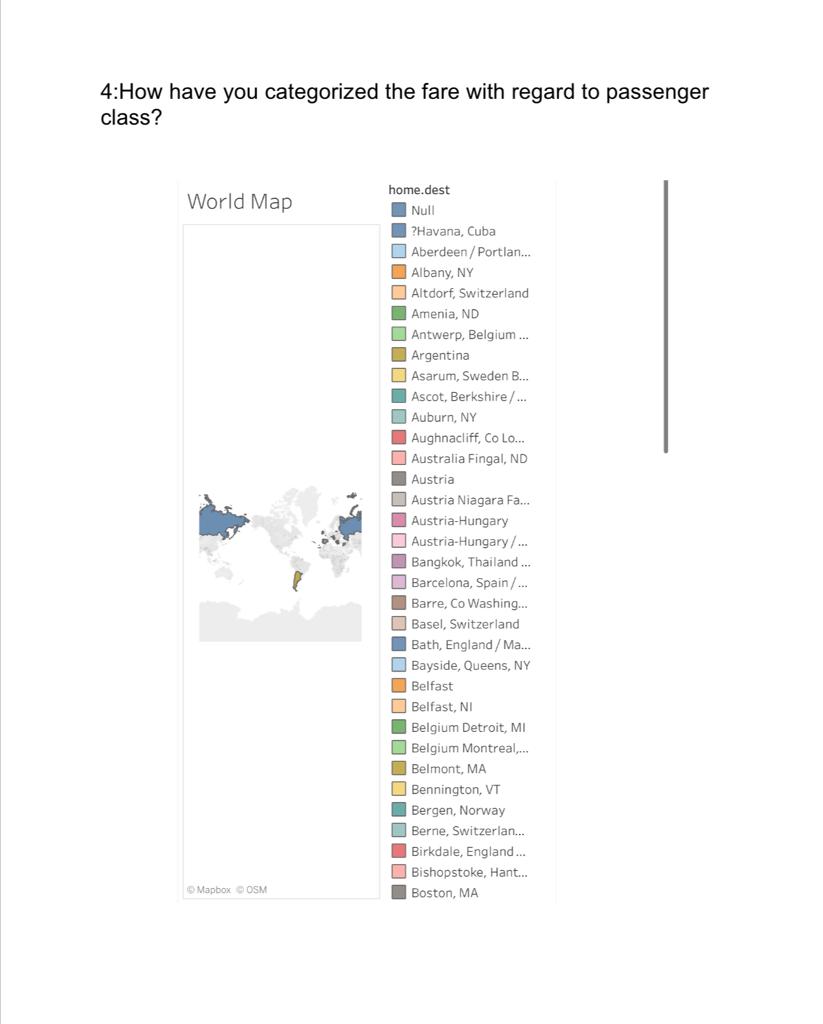 4:How have you categorized the fare with regard to passenger
class?
World Map
home.dest
Null
?Havana, Cuba
Aberdeen / Portlan...
Albany, NY
Altdorf, Switzerland
Amenia, ND
Antwerp, Belgium ...
Argentina
Asarum, Sweden B...
Ascot, Berkshire / ...
Auburn, NY
Aughnacliff, Co Lo...
Australia Fingal, ND
Austria
Austria Niagara Fa...
Austria-Hungary
Austria-Hungary / ...
Bangkok, Thailand ...
Barcelona, Spain / ...
Barre, Co Washing...
Basel, Switzerland
Bath, England / Ma...
Bayside, Queens, NY
Belfast
Belfast, NI
Belgium Detroit, MI
Belgium Montreal,...
Belmont, MA
Bennington, VT
Bergen, Norway
Berne, Switzerlan...
Birkdale, England ...
Bishopstoke, Hant...
Boston, MA
© Mapbox © OSM